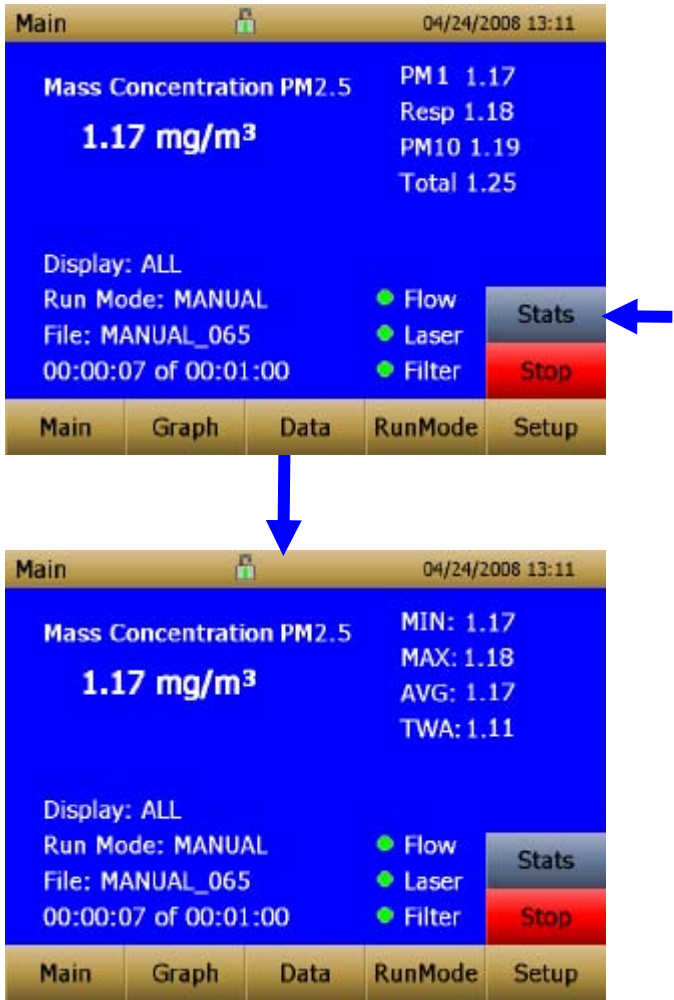 Main 04/24/2008 13:11
Mass Concentration PM2.5
1.17 mg/m³
PM1 1.17
Resp 1.18
PM10 1.19
Total 1.25
Display: ALL
Run Mode: MANUAL
File: MANUAL_065
00:00:07 of 00:01:00
Flow
Laser
Filter
Stats
Stop
Main Graph Data RunMode Setup
Main 04/24/2008 13:11
Mass Concentration PM2.5
1.17 mg/m³
MIN: 1.17
MAX: 1.18
AVG: 1.17
TWA: 1.11
Display: ALL
Run Mode: MANUAL
File: MANUAL_065
00:00:07 of 00:01:00
Flow
Laser
Filter
Stats
Stop
Main Graph Data RunMode Setup